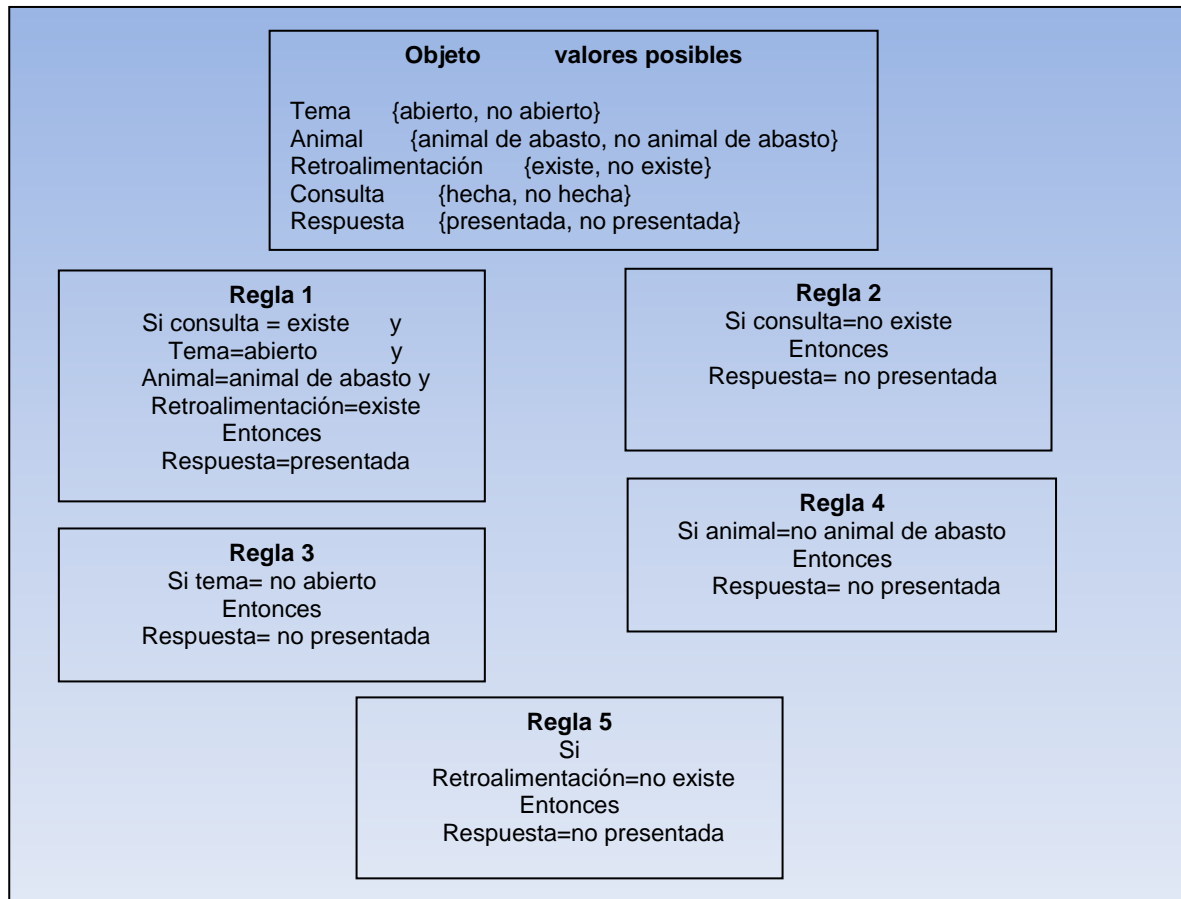 Objeto valores posibles
Tema {abierto, no abierto}
Animal {animal de abasto, no animal de abasto}
Retroalimentación {existe, no existe}
Consulta {hecha, no hecha}
Respuesta {presentada, no presentada}
Regla 1
Si consulta = existe y
Tema=abierto y
Animal=animal de abasto y
Retroalimentación=existe
Entonces
Respuesta=presentada
Regla 2
Si consulta=no existe
Entonces
Respuesta= no presentada
Regla 3
Si tema= no abierto
Entonces
Respuesta= no presentada
Regla 4
Si animal=no animal de abasto
Entonces
Respuesta= no presentada
Regla 5
Si
Retroalimentación=no existe
Entonces
Respuesta=no presentada